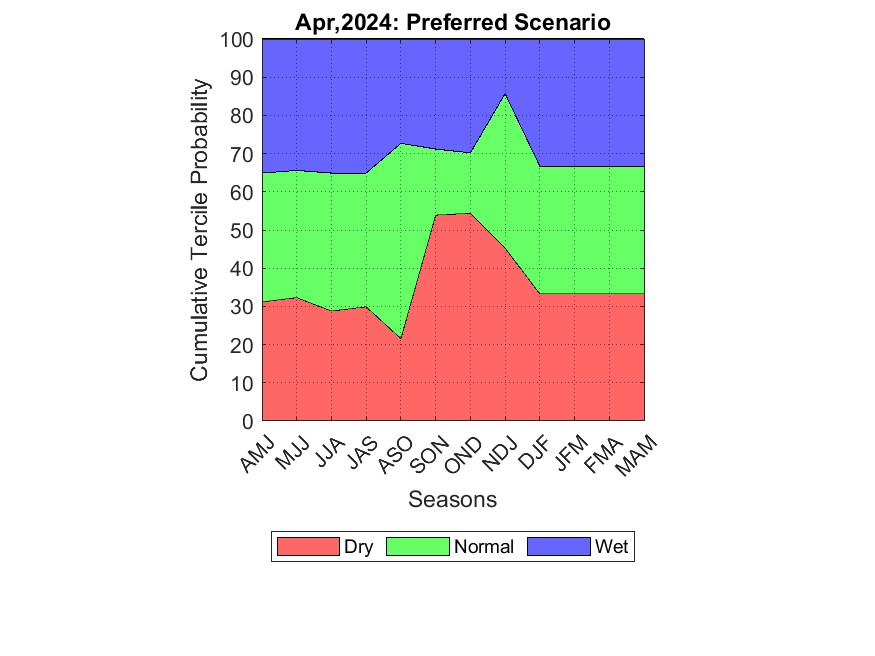 Apr,2024: Preferred Scenario
100
90
80
70
60
50
40
30
20
10
0
Cumulative Tercile Probability
AMJ MJJ JJA JAS ASO SON OND NDJ DJF JFM FMA MAM
Seasons
Dry Normal Wet